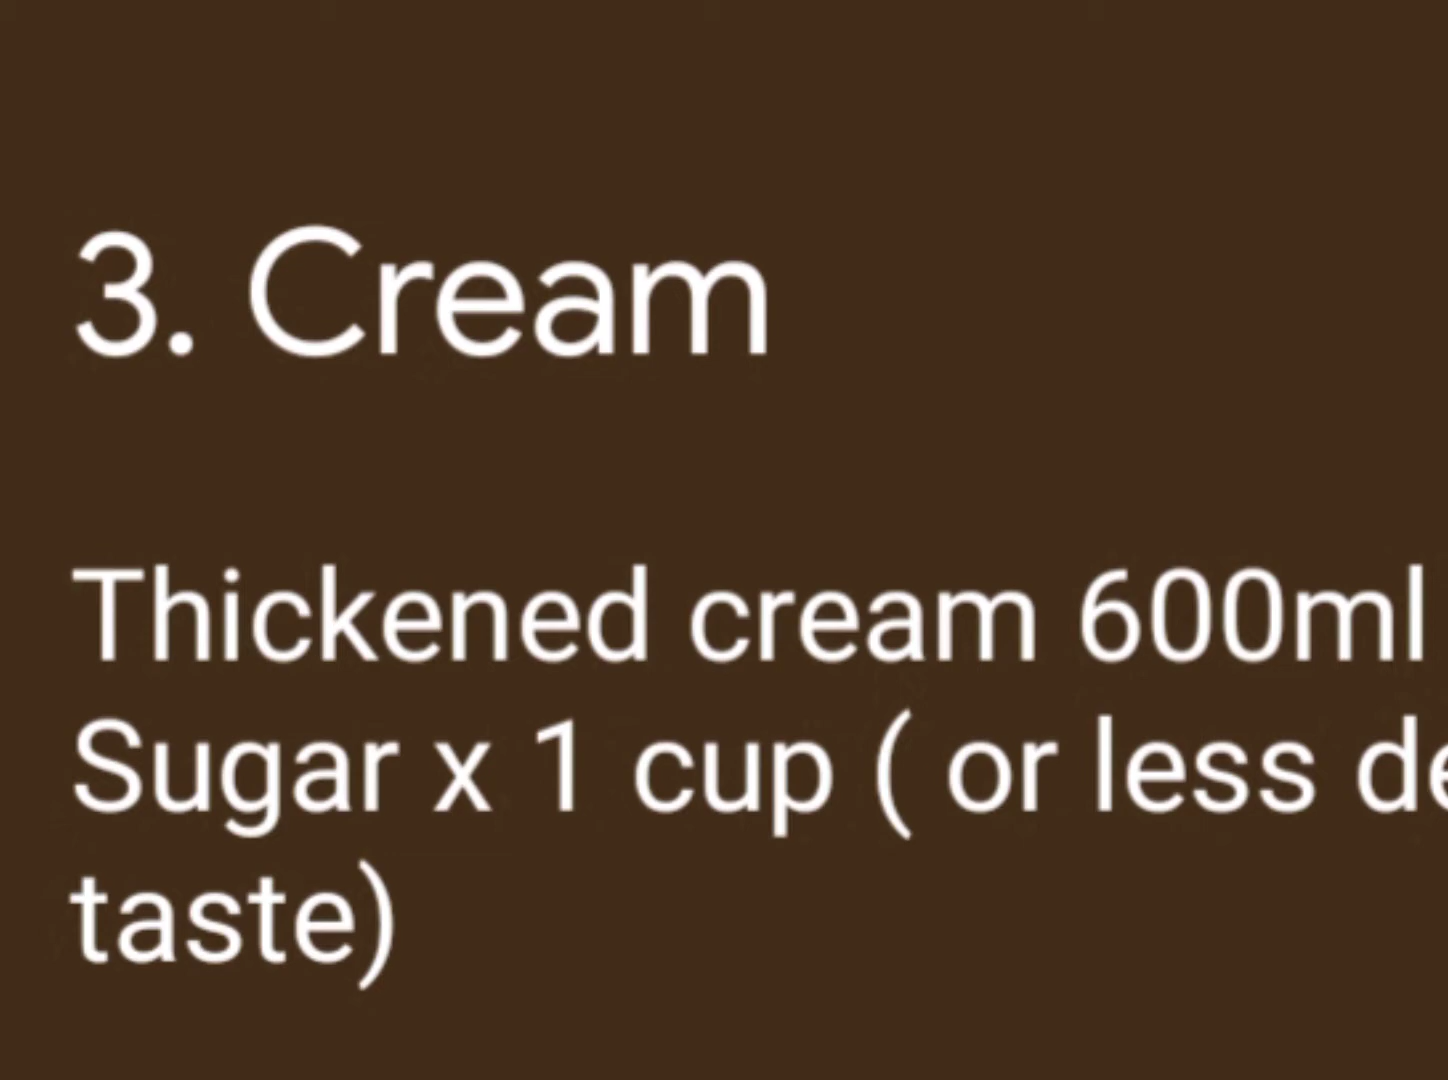 3. Cream
Thickened cream 600ml
Sugar x 1 cup ( or less
taste)